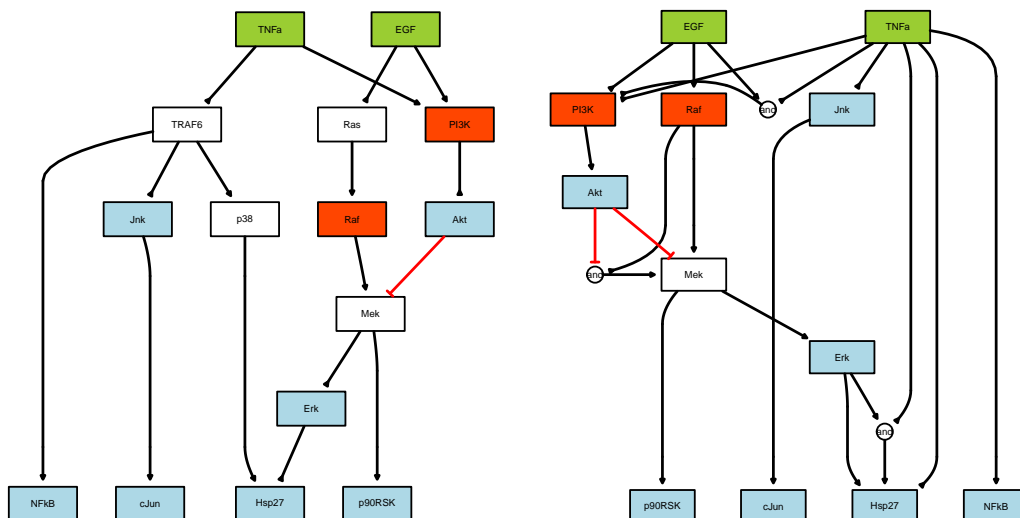 TNFa
EGF
TRAF6
Ras
PI3K
Jnk
p38
Raf
Akt
Mek
Erk
NFkB
cJun
Hsp27
p90RSK
EGF
TNFa
PI3K
Raf
and
Jnk
Akt
and
Mek
Erk
and
p90RSK
cJun
Hsp27
NFkB